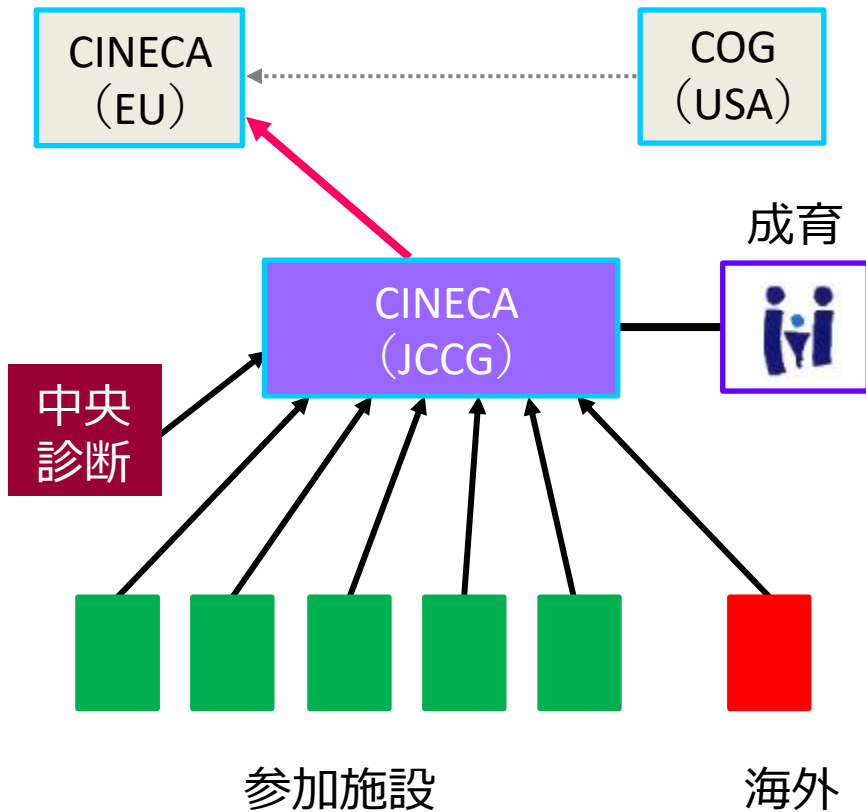 CINECA
（EU）
COG
（USA）
成育
CINECA
（JCCG）
中央
診断
参加施設
海外